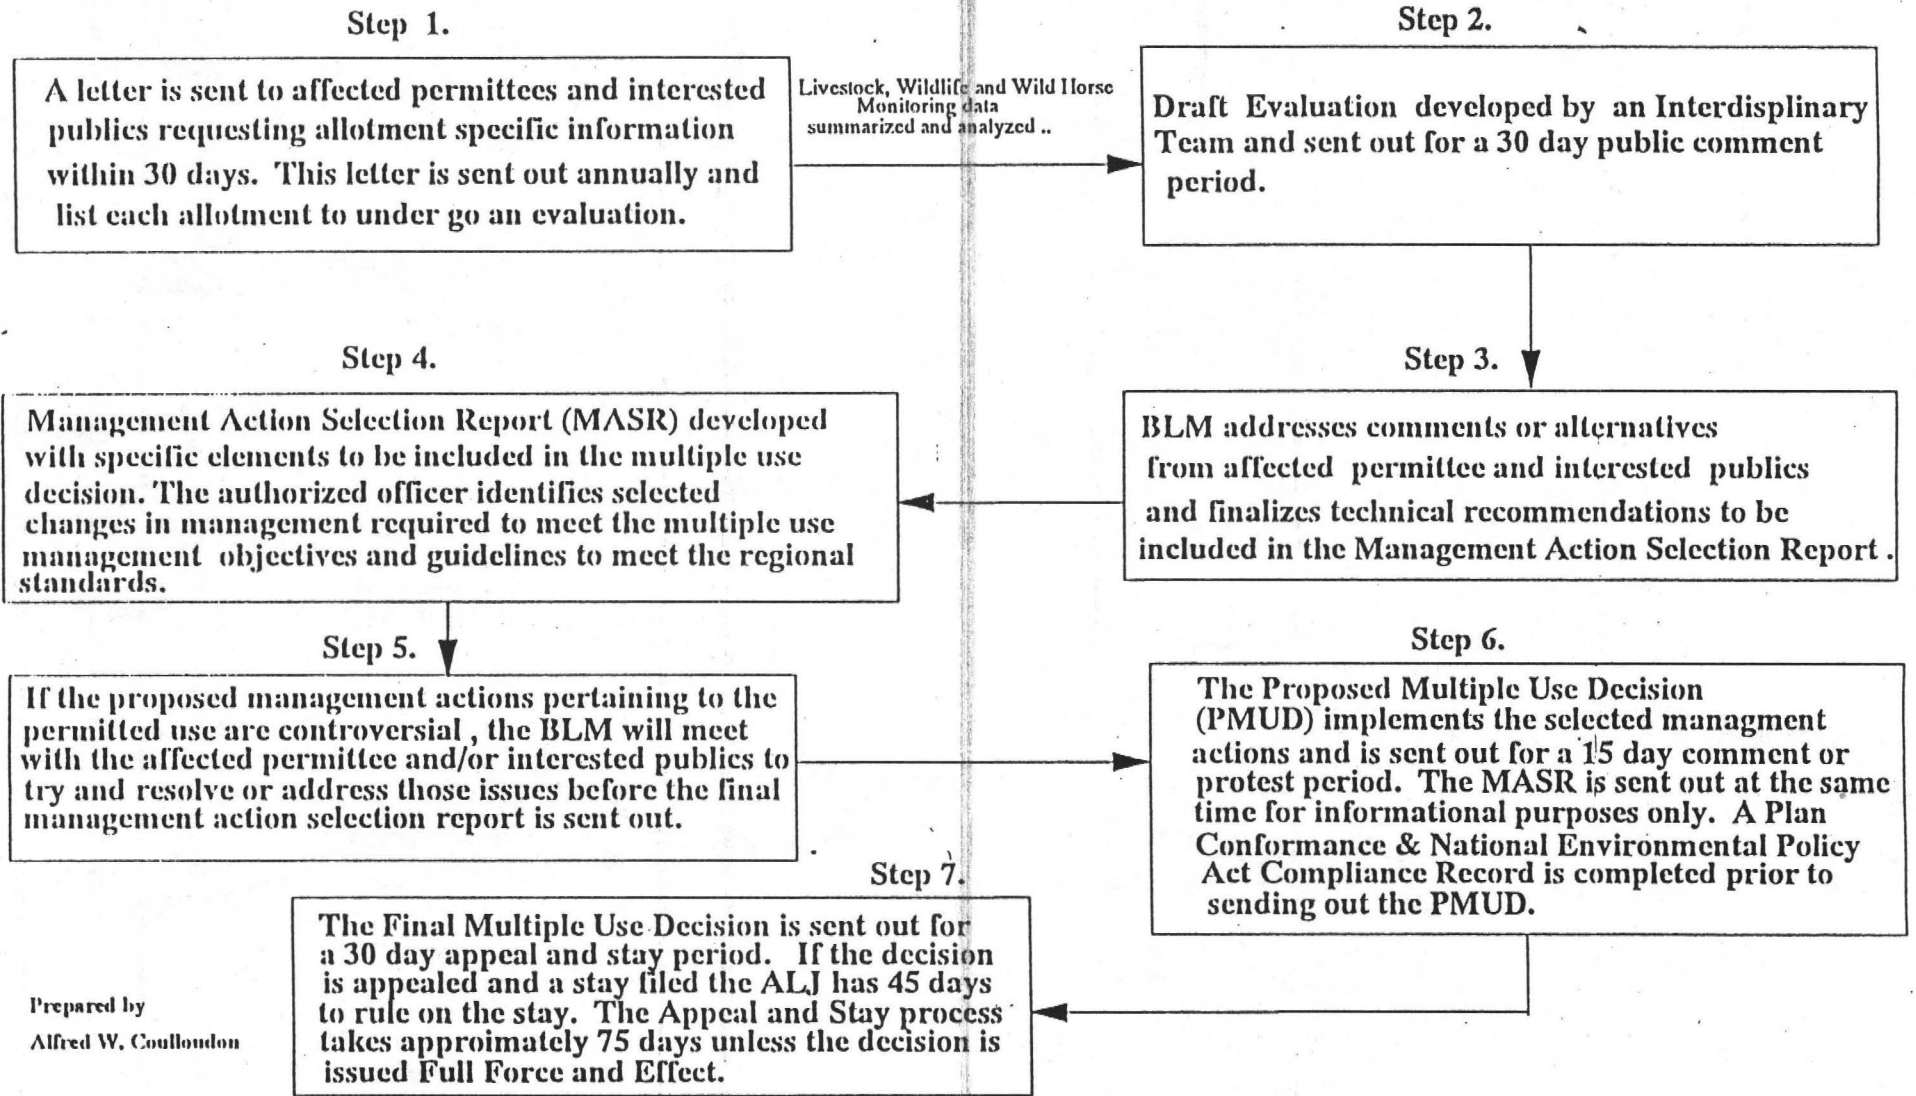 Step 1.
A letter is sent to affected permittees and interested
publics requesting allotment specific information
within 30 days. This letter is sent out annually and
list each allotment to under go an evaluation.
Livestock, Wildlife and Wild Horse
Monitoring data
summarized and analyzed ..
Step 2.
Draft Evaluation developed by an Interdisplinary
Team and sent out for a 30 day public comment
period.
Step 3.
BLM addresses comments or alternatives
from affected permittee and interested publics
and finalizes technical recommendations to be
included in the Management Action Selection Report .
Step 4.
Management Action Selection Report (MASR) developed
with specific elements to be included in the multiple use
decision. The authorized officer identifies selected
changes in management required to meet the multiple use
management objectives and guidelines to meet the regional
standards.
Step 5.
If the proposed management actions pertaining to the
permitted use are controversial , the BLM will meet
with the affected permittee and/or interested publics to
try and resolve or address those issues before the final
management action selection report is sent out.
Step 6.
The Proposed Multiple Use Decision
(PMUD) implements the selected managment
actions and is sent out for a 15 day comment or
protest period. The MASR is sent out at the same
time for informational purposes only. A Plan
Conformance & National Environmental Policy
Act Compliance Record is completed prior to
sending out the PMUD.
Step 7.
The Final Multiple Use Decision is sent out for
a 30 day appeal and stay period. If the decision
is appealed and a stay filed the ALJ has 45 days
to rule on the stay. The Appeal and Stay process
takes approimately 75 days unless the decision is
issued Full Force and Effect.
Prepared by
Alfred W. Coulloudon